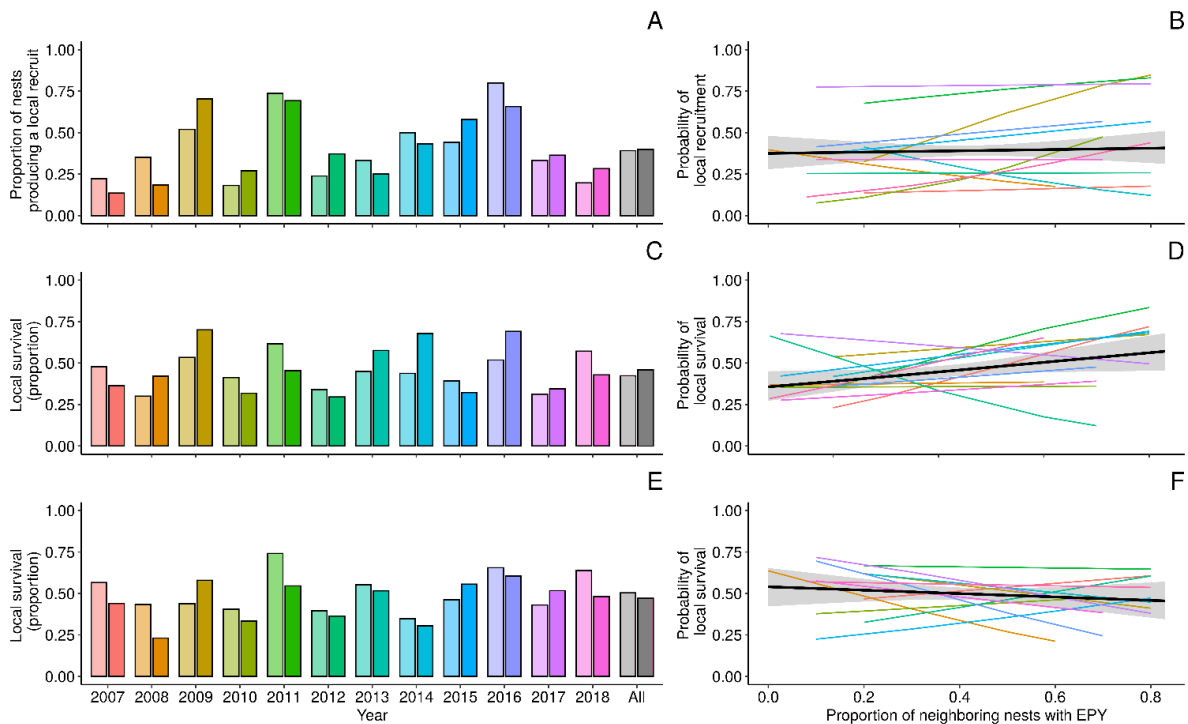 A
Proportion of nests
producing a local recruit
1.00
0.75
0.50
0.25
0.00
B
Probability of
local recruitment
1.00
0.75
0.50
0.25
0.00
C
Local survival
(proportion)
1.00
0.75
0.50
0.25
0.00
D
Probability of
local survival
1.00
0.75
0.50
0.25
0.00
E
Local survival
(proportion)
1.00
0.75
0.50
0.25
0.00
2007 2008 2009 2010 2011 2012 2013 2014 2015 2016 2017 2018 All
Year
F
Probability of
local survival
1.00
0.75
0.50
0.25
0.00
0.0 0.2 0.4 0.6 0.8
Proportion of neighboring nests with EPY